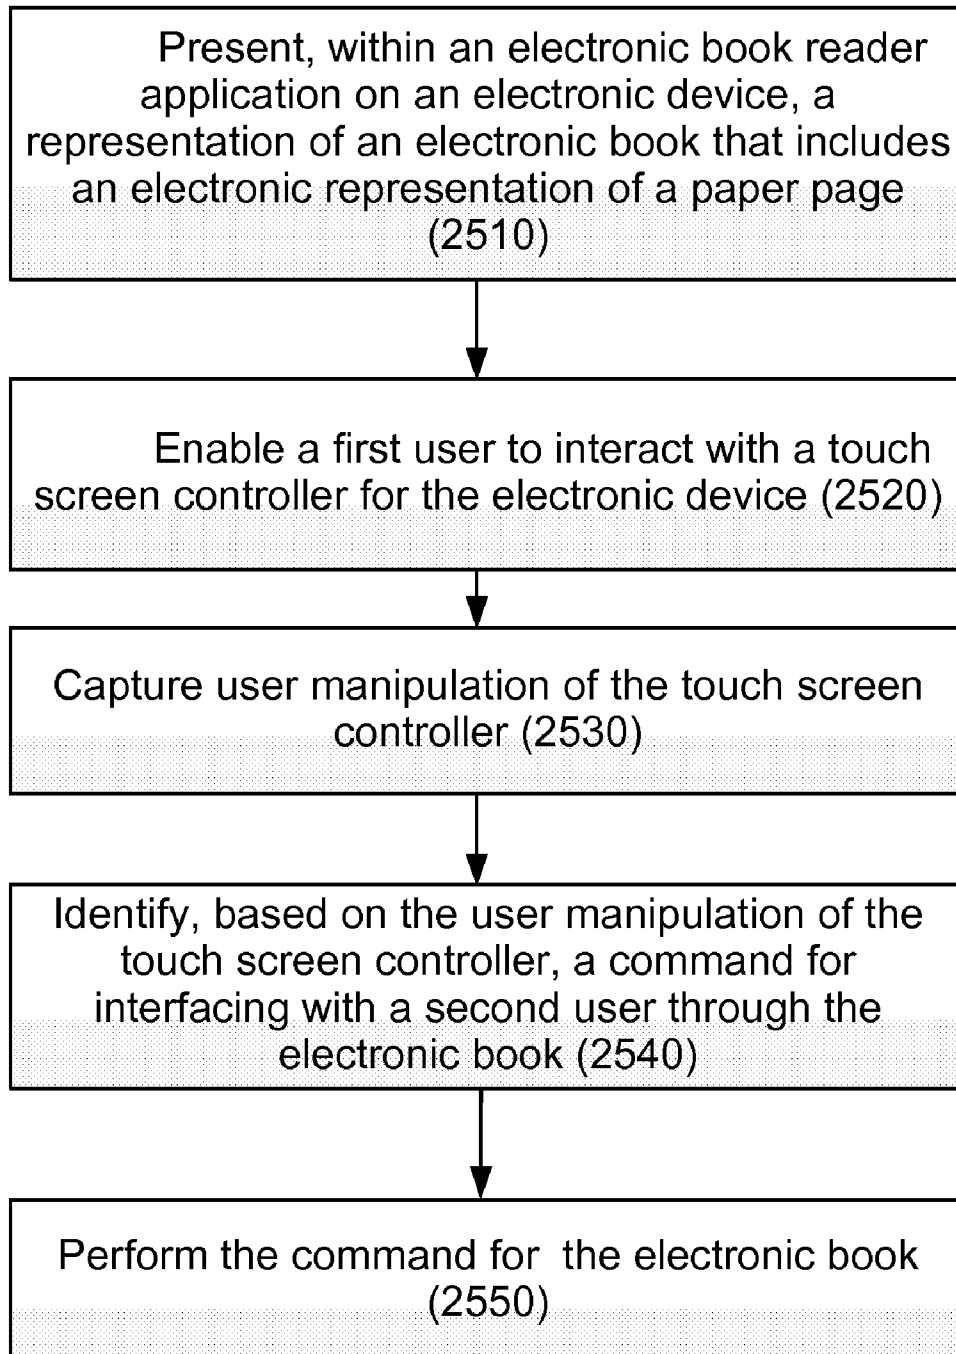 Present, within an electronic book reader
application on an electronic device, a
representation of an electronic book that includes
an electronic representation of a paper page
(2510)
Enable a first user to interact with a touch
screen controller for the electronic device (2520)
Capture user manipulation of the touch screen
controller (2530)
Identify, based on the user manipulation of the
touch screen controller, a command for
interfacing with a second user through the
electronic book (2540)
Perform the command for  the electronic book
(2550)